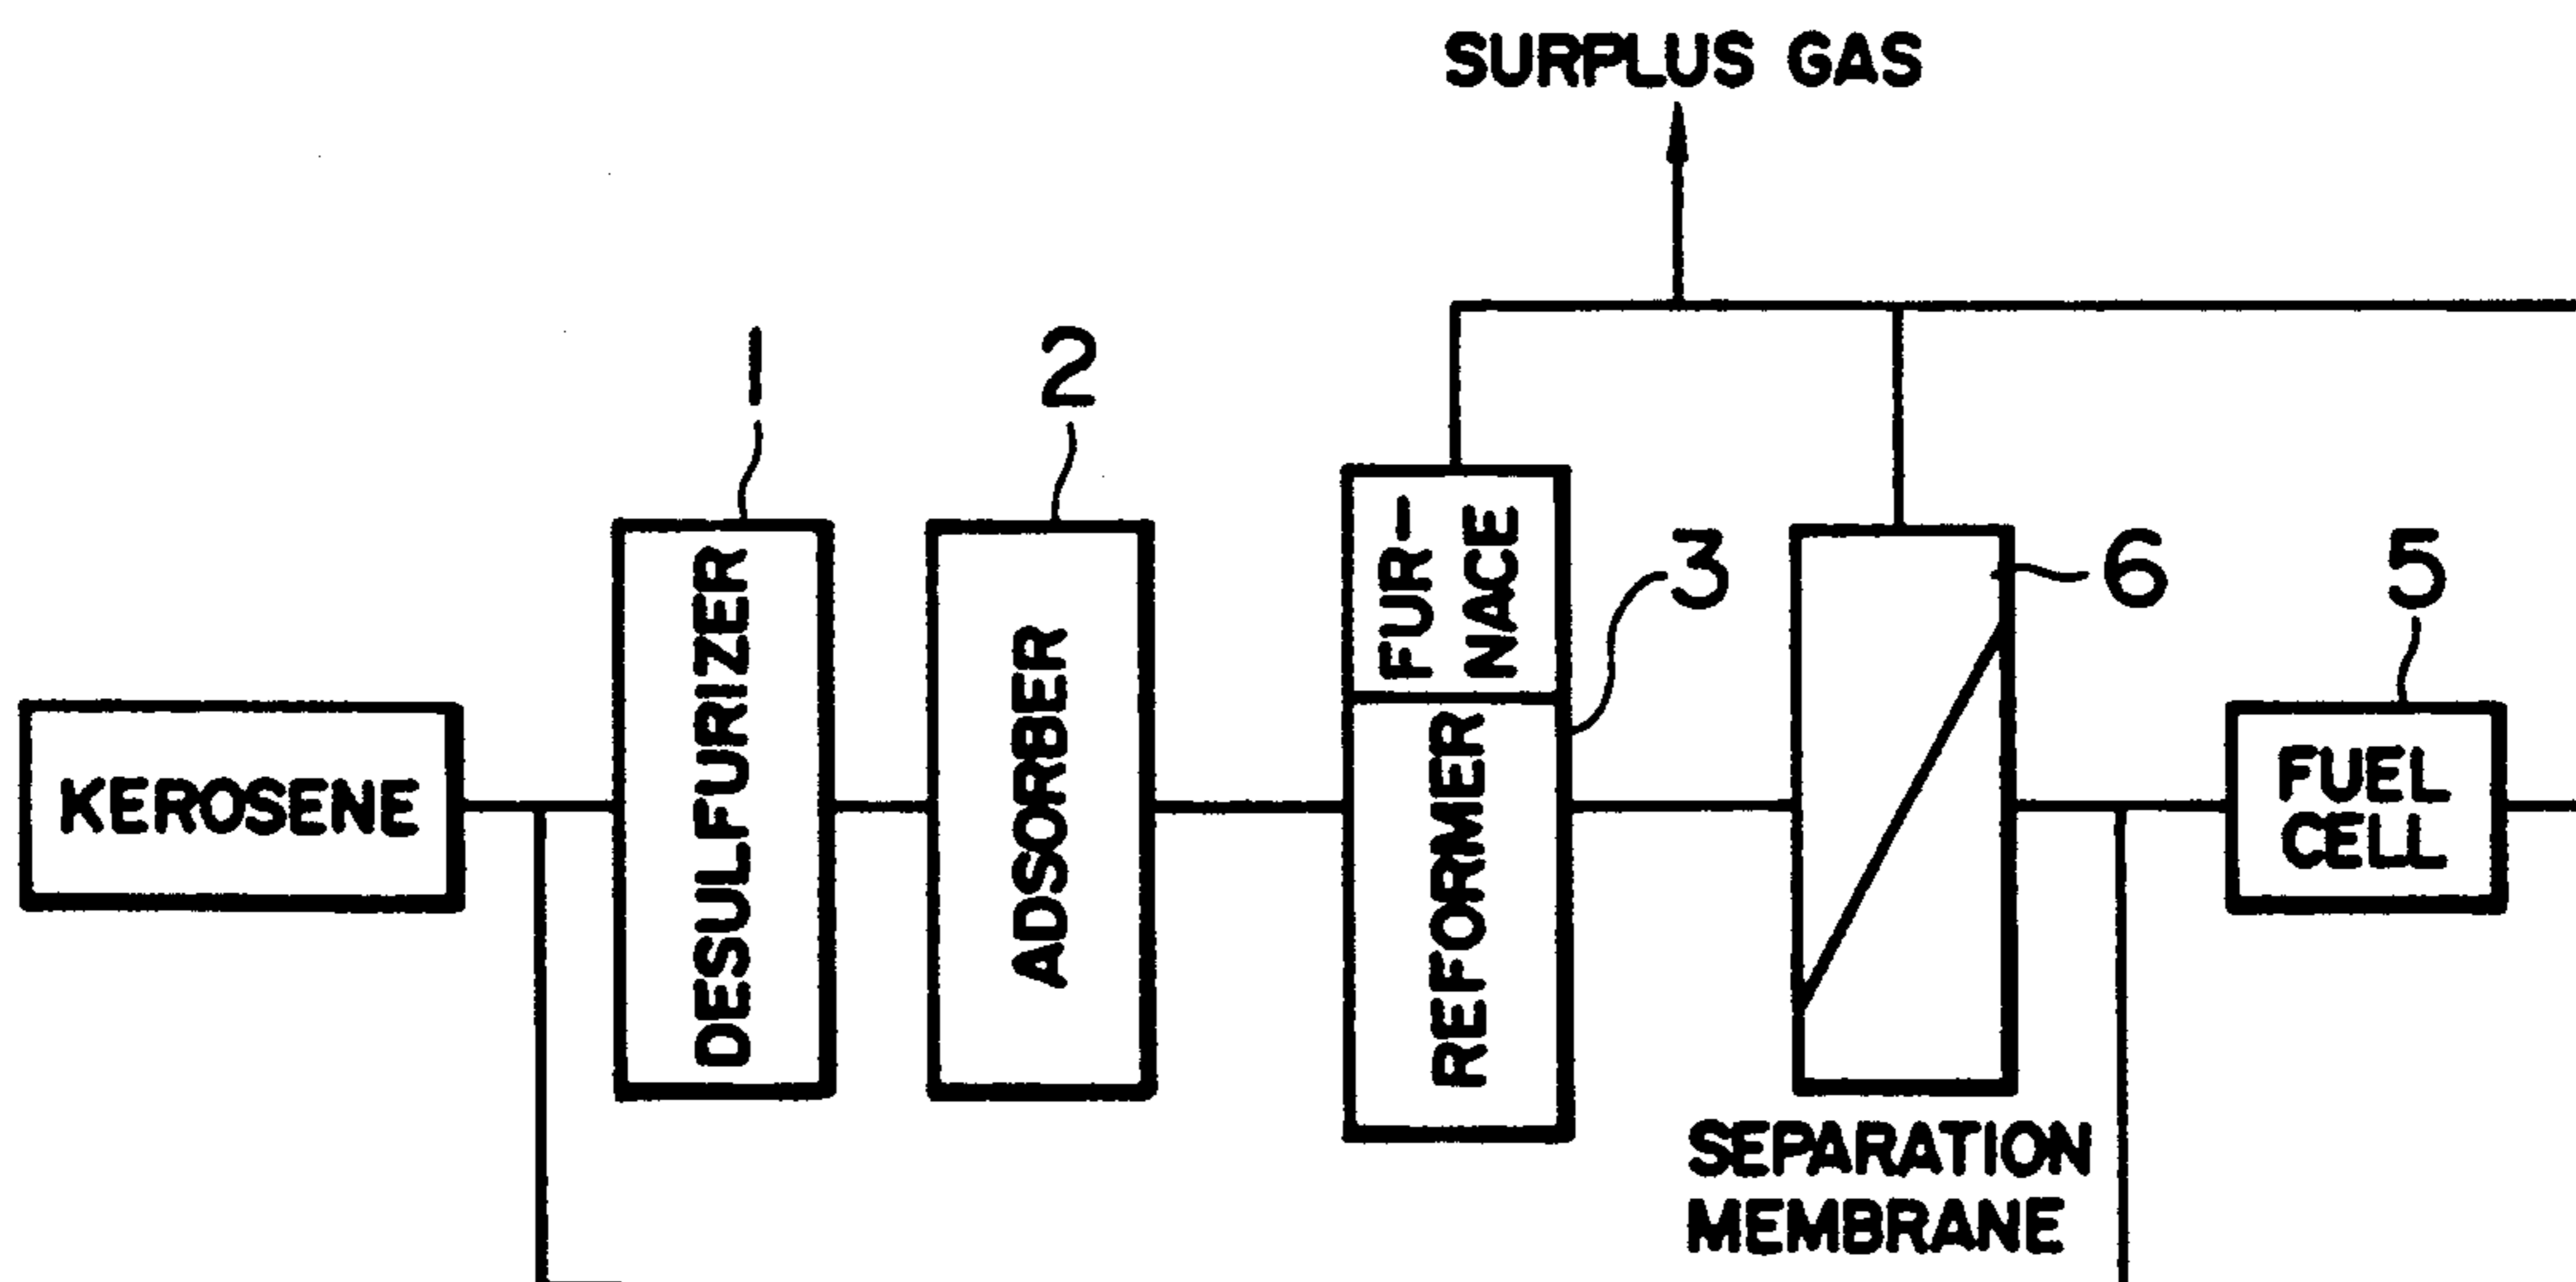 SURPLUS GAS
1
2
3
6
5
KEROSENE
DESULFURIZER
ADSORBER
FUR-
NACE
REFORMER
FUEL
CELL
SEPARATION
MEMBRANE